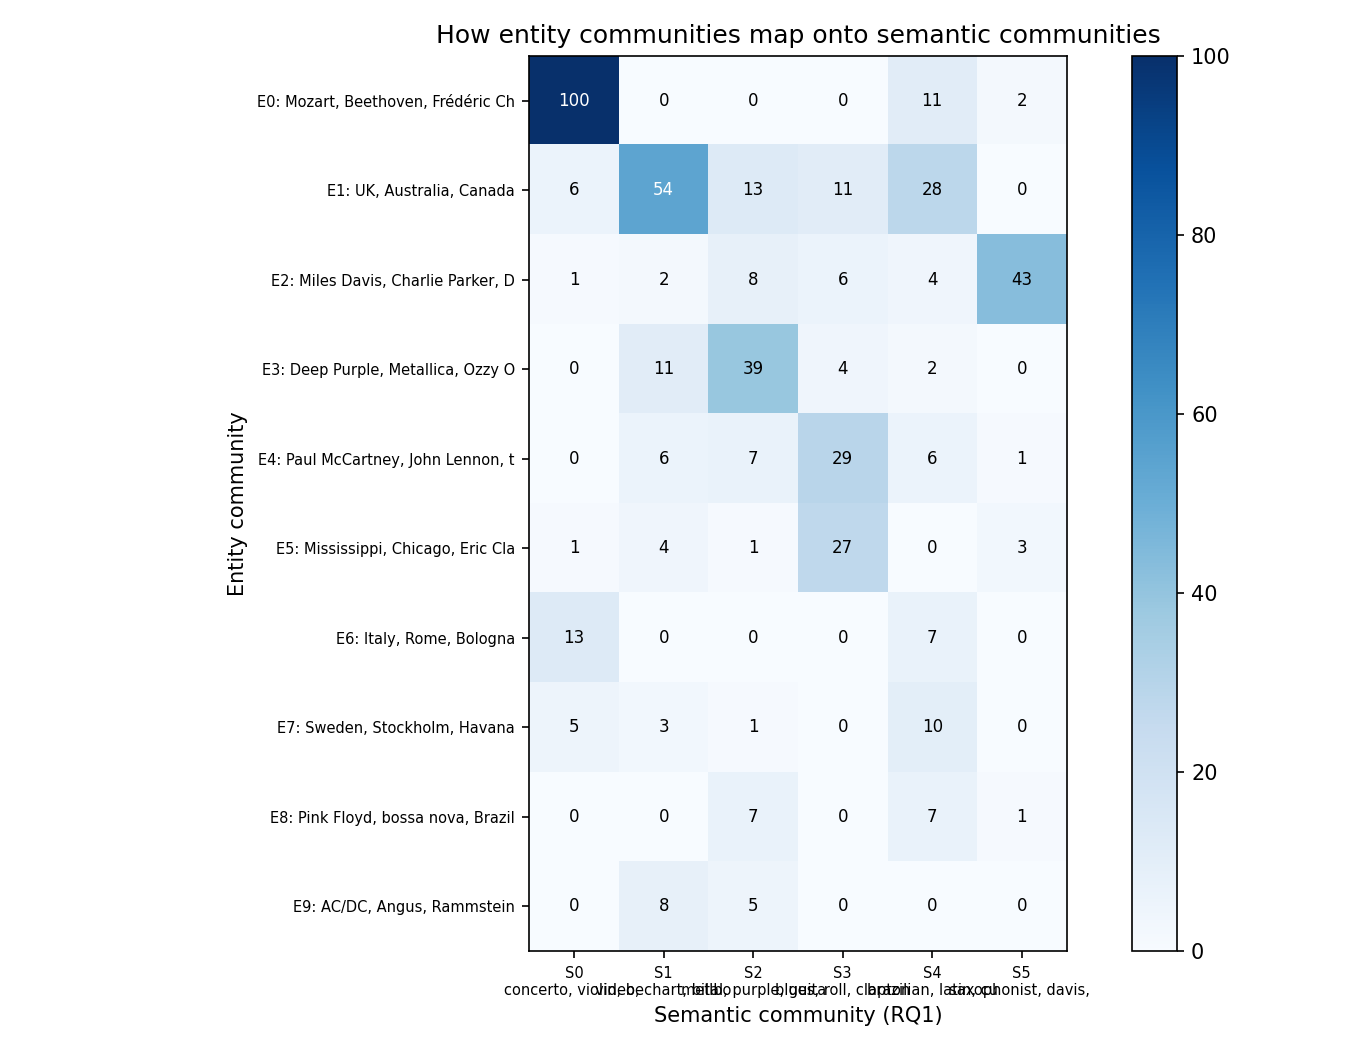 How entity communities map onto semantic communities
100
E0: Mozart, Beethoven, Frédéric Ch 100 0 0 0 11 2
E1: UK, Australia, Canada 6 54 13 11 28 0
80
E2: Miles Davis, Charlie Parker, D 1 2 8 6 4 43
E3: Deep Purple, Metallica, Ozzy O 0 11 39 4 2 0
60
E4: Paul McCartney, John Lennon, t 0 6 7 29 6 1
E5: Mississippi, Chicago, Eric Cla 1 4 1 27 0 3
40
E6: Italy, Rome, Bologna 13 0 0 0 7 0
E7: Sweden, Stockholm, Havana 5 3 1 0 10 0
20
E8: Pink Floyd, bossa nova, Brazil 0 0 7 0 7 1
E9: AC/DC, Angus, Rammstein 0 8 5 0 0 0
0
Entity community
S0 S1 S2 S3 S4 S5
concerto, purple, roll, davis,
Semantic community (RQ1)